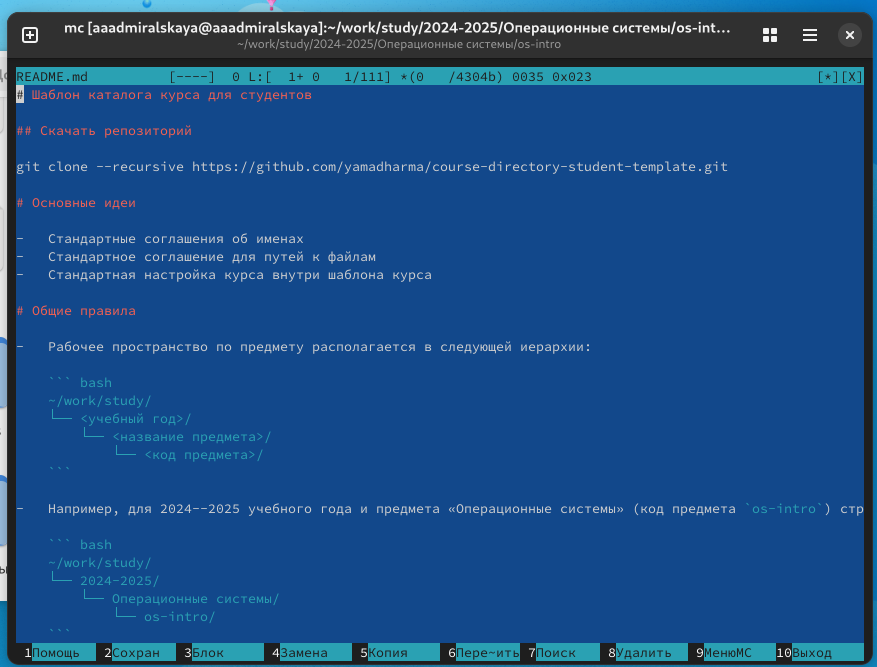 mc [aaadmiralskaya@aaadmiralskaya]:~/work/study/2024-2025/Операционные системы/os-int...
~/work/study/2024-2025/Операционные системы/os-intro
README.md [----] 0 L:[ 1+ 0 1/111] *(0 /4304b) 0035 0x023 [*][X]
# Шаблон каталога курса для студентов
## Скачать репозиторий
git clone --recursive https://github.com/yamadharma/course-directory-student-template.git
# Основные идеи
- Стандартные соглашения об именах
- Стандартное соглашение для путей к файлам
- Стандартная настройка курса внутри шаблона курса
# Общие правила
- Рабочее пространство по предмету располагается в следующей иерархии:
``` bash
~/work/study/
└── <учебный год>/
└── <название предмета>/
└── <код предмета>/
```
- Например, для 2024--2025 учебного года и предмета «Операционные системы» (код предмета `os-intro`) стр
``` bash
~/work/study/
└── 2024-2025/
└── Операционные системы/
└── os-intro/
```
1Помощь 2Сохран 3Блок 4Замена 5Копия 6Пере~ить 7Поиск 8Удалить 9МенюMC 10Выход